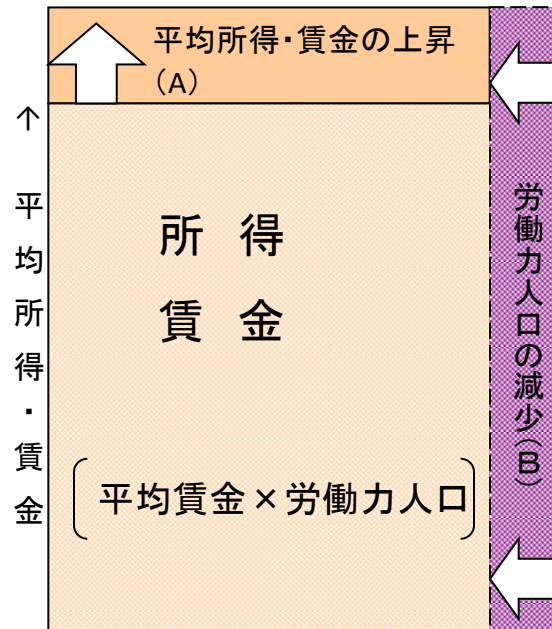 平均所得・賃金の上昇
(A)
↑ 平均所得・賃金
所得
賃金
平均賃金×労働力人口
労働力人口の減少(B)